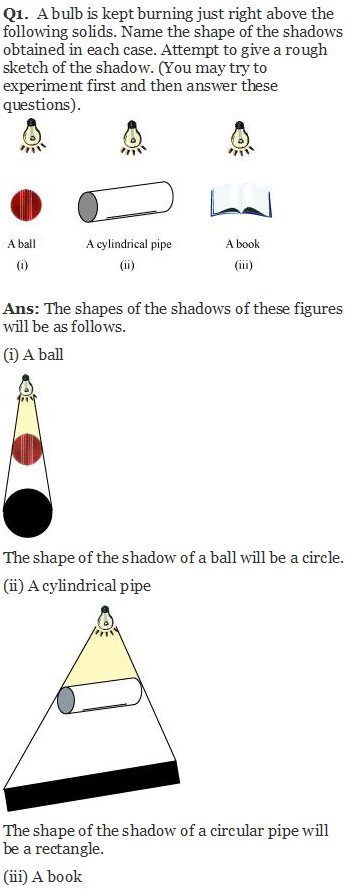 Q1. A bulb is kept burning just right above the
following solids. Name the shape of the shadows
obtained in each case. Attempt to give a rough
sketch of the shadow. (You may try to
experiment first and then answer these
questions).
A ball A cylindrical pipe A book
(i) (ii) (iii)
Ans: The shapes of the shadows of these figures
will be as follows.
(i) A ball
The shape of the shadow of a ball will be a circle.
(ii) A cylindrical pipe
The shape of the shadow of a circular pipe will
be a rectangle.
(iii) A book